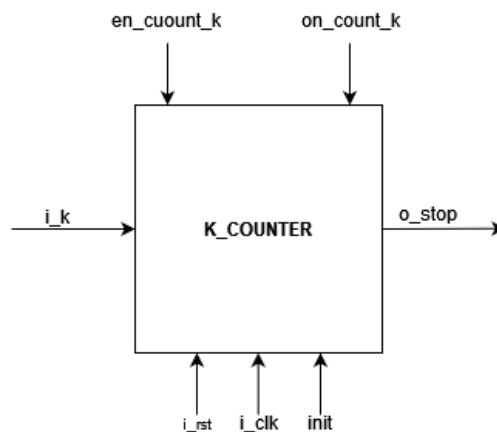 en_cuount_k on_count_k
i_k
K_COUNTER
o_stop
i_rst i_clk init